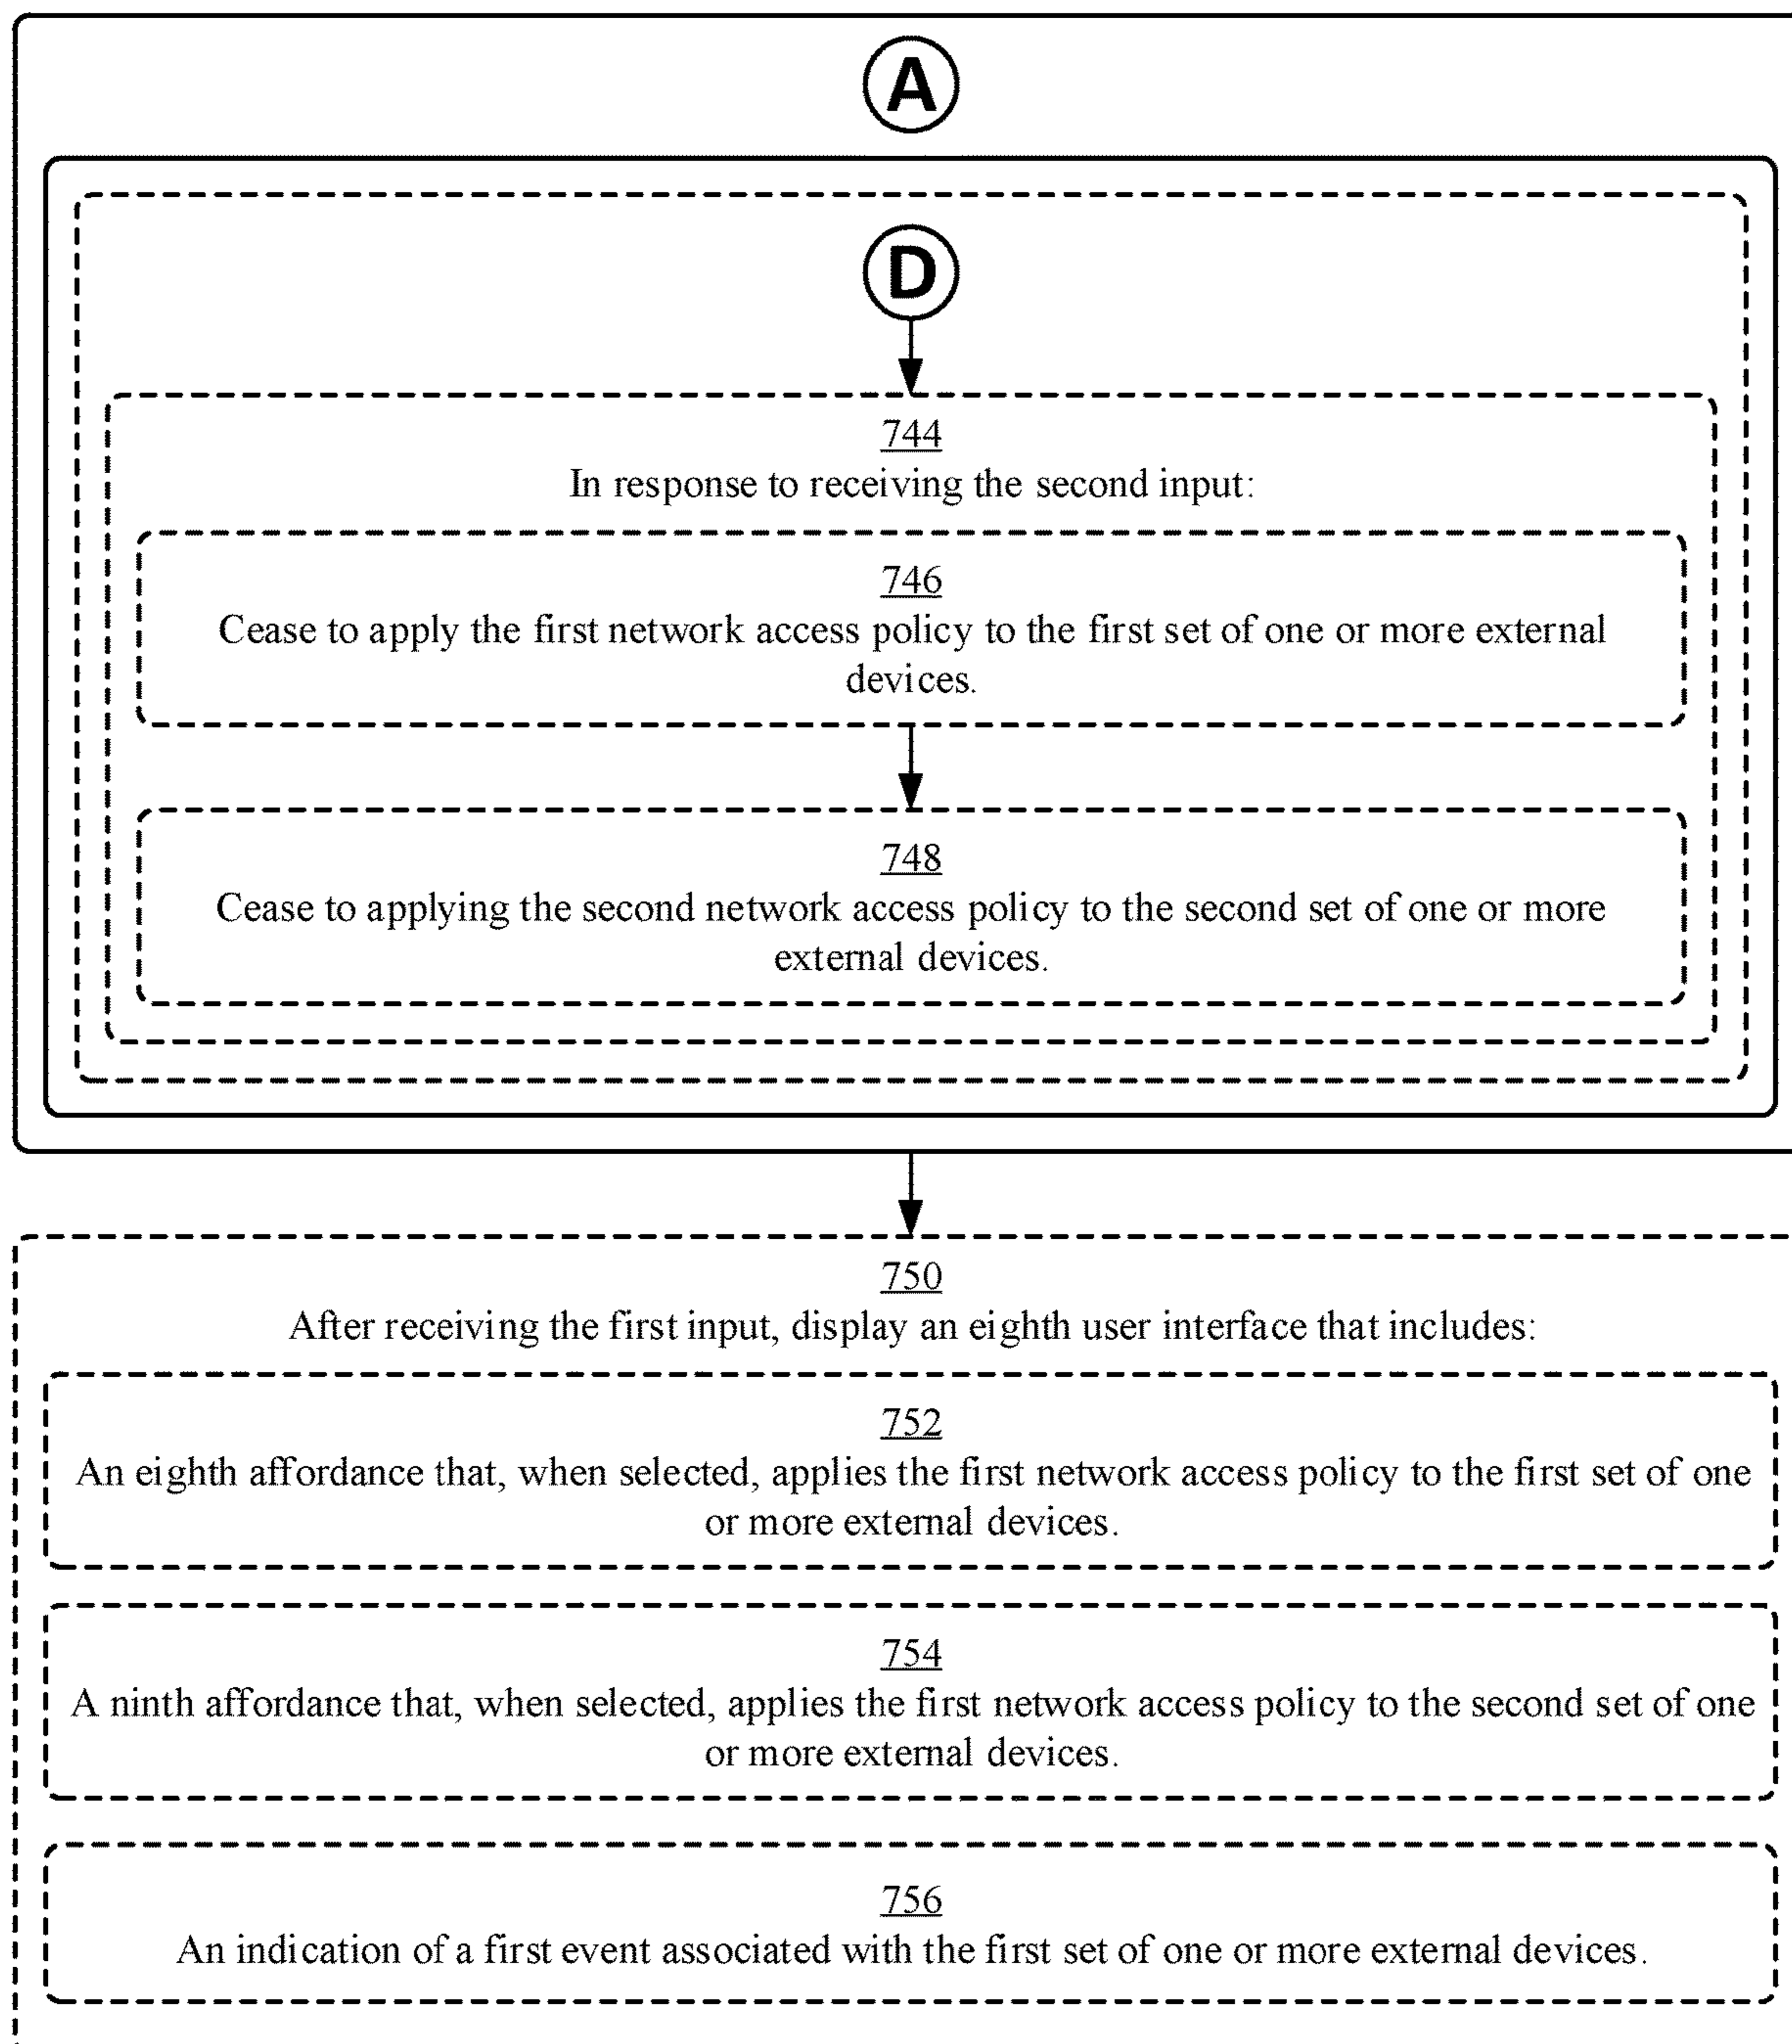 A
D
744
In response to receiving the second input:
746
Cease to apply the first network access policy to the first set of one or more external
devices.
748
Cease to applying the second network access policy to the second set of one or more
external devices.
750
After receiving the first input, display an eighth user interface that includes:
752
An eighth affordance that, when selected, applies the first network access policy to the first set of one
or more external devices.
754
A ninth affordance that, when selected, applies the first network access policy to the second set of one
or more external devices.
756
An indication of a first event associated with the first set of one or more external devices.